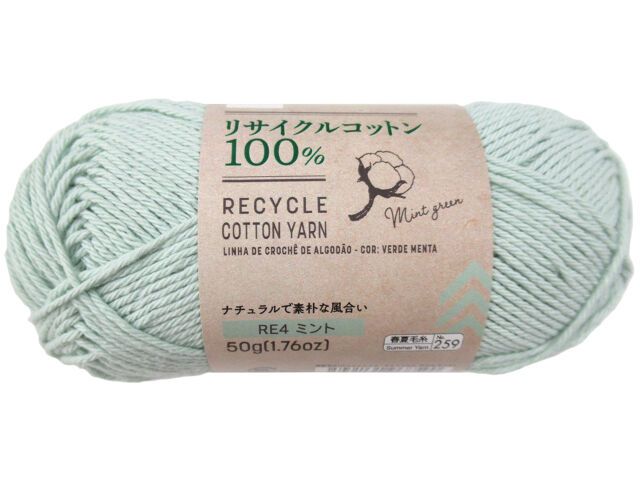 リサイクルコットン
100%
RECYCLE
COTTON YARN
Mint green
LINHA DE CROCHÊ DE ALGODÃO - COR: VERDE MENTA
ナチュラルで素朴な風合い
RE4 ミント
50g(1.76oz)
春夏毛糸
Summer Yarn
No.
259